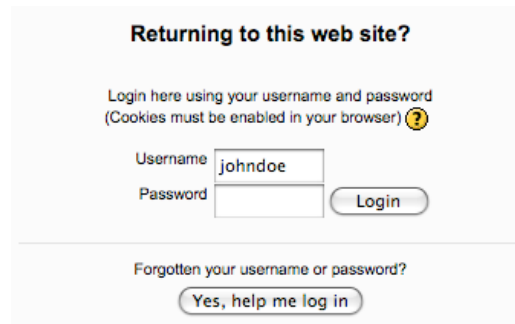 Returning to this web site?
Login here using your username and password
(Cookies must be enabled in your browser) ?
Username johndoe
Password Login
Forgotten your username or password?
Yes, help me log in